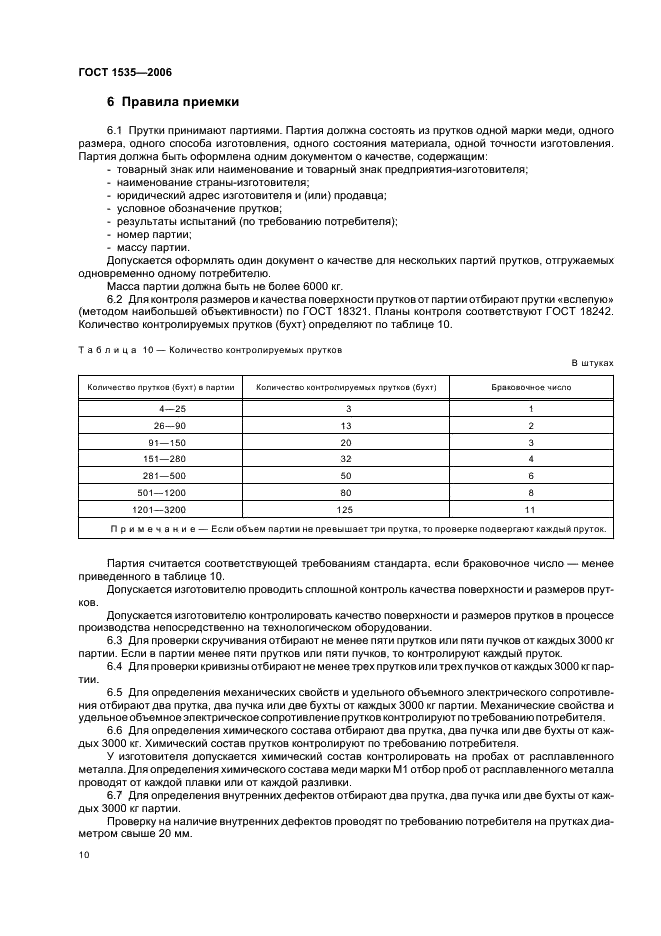 ГОСТ 1535—2006
6 Правила приемки
6.1 Прутки принимают партиями. Партия должна состоять из прутков одной марки меди, одного
размера, одного способа изготовления, одного состояния материала, одной точности изготовления.
Партия должна быть оформлена одним документом о качестве, содержащим:
- товарный знак или наименование и товарный знак предприятия-изготовителя;
- наименование страны-изготовителя;
- юридический адрес изготовителя и (или) продавца;
- условное обозначение прутков;
- результаты испытаний (по требованию потребителя);
- номер партии;
- массу партии.
Допускается оформлять один документ о качестве для нескольких партий прутков, отгружаемых
одновременно одному потребителю.
Масса партии должна быть не более 6000 кг.
6.2 Для контроля размеров и качества поверхности прутков от партии отбирают прутки «вслепую»
(методом наибольшей объективности) по ГОСТ 18321. Планы контроля соответствуют ГОСТ 18242.
Количество контролируемых прутков (бухт) определяют по таблице 10.
Таблица 10 — Количество контролируемых прутков
В штуках
Количество прутков (бухт) в партии Количество контролируемых прутков (бухт) Браковочное число
4—25 3 1
26—90 13 2
91—150 20 3
151—280 32 4
281—500 50 6
501—1200 80 8
1201—3200 125 11
Примечание — Если объем партии не превышает три прутка, то проверке подвергают каждый пруток.
Партия считается соответствующей требованиям стандарта, если браковочное число — менее
приведенного в таблице 10.
Допускается изготовителю проводить сплошной контроль качества поверхности и размеров прут-
ков.
Допускается изготовителю контролировать качество поверхности и размеров прутков в процессе
производства непосредственно на технологическом оборудовании.
6.3 Для проверки скручивания отбирают не менее пяти прутков или пяти пучков от каждых 3000 кг
партии. Если в партии менее пяти прутков или пяти пучков, то контролируют каждый пруток.
6.4 Для проверки кривизны отбирают не менее трех прутков или трех пучков от каждых 3000 кг пар-
тии.
6.5 Для определения механических свойств и удельного объемного электрического сопротивле-
ния отбирают два прутка, два пучка или две бухты от каждых 3000 кг партии. Механические свойства и
удельное объемное электрическое сопротивление прутков контролируют по требованию потребителя.
6.6 Для определения химического состава отбирают два прутка, два пучка или две бухты от каж-
дых 3000 кг. Химический состав прутков контролируют по требованию потребителя.
У изготовителя допускается химический состав контролировать на пробах от расплавленного
металла. Для определения химического состава меди марки М1 отбор проб от расплавленного металла
проводят от каждой плавки или от каждой разливки.
6.7 Для определения внутренних дефектов отбирают два прутка, два пучка или две бухты от каж-
дых 3000 кг партии.
Проверку на наличие внутренних дефектов проводят по требованию потребителя на прутках диа-
метром свыше 20 мм.
10